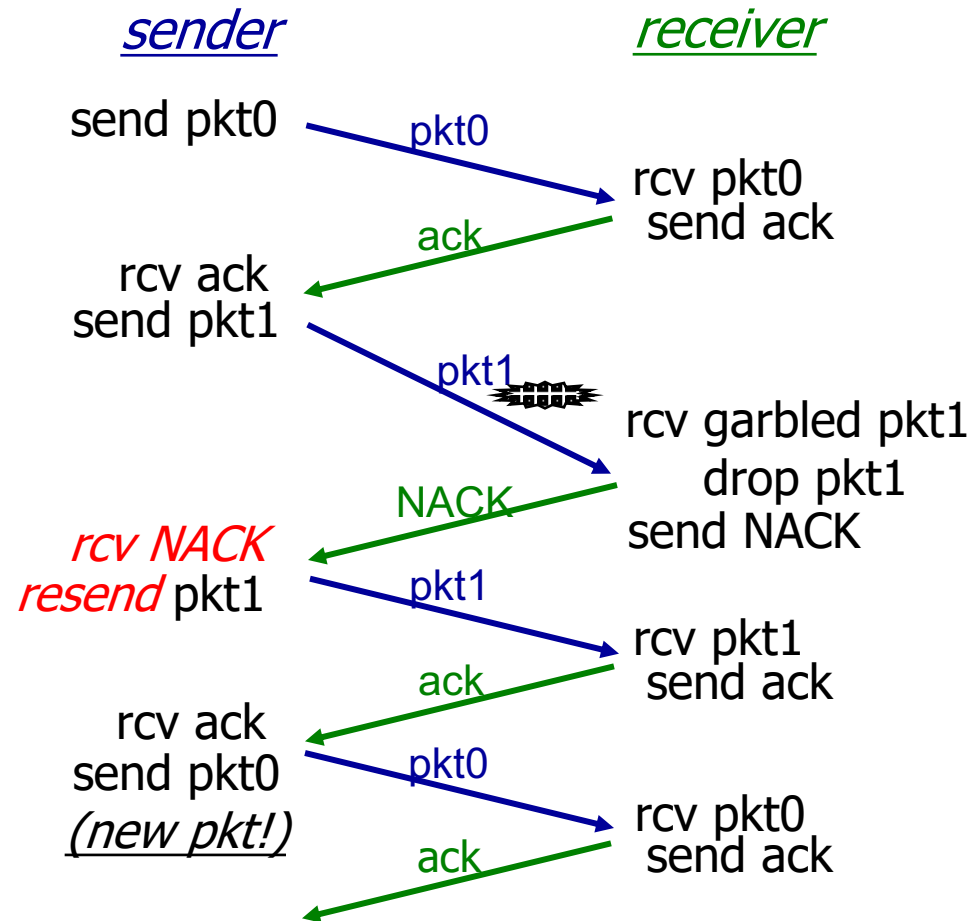 sender
receiver
send pkt0
pkt0
rcv pkt0
send ack
ack
rcv ack
send pkt1
pkt1
rcv garbled pkt1
drop pkt1
send NACK
NACK
rcv NACK
resend pkt1
pkt1
rcv pkt1
send ack
ack
rcv ack
send pkt0
(new pkt!)
pkt0
rcv pkt0
send ack
ack